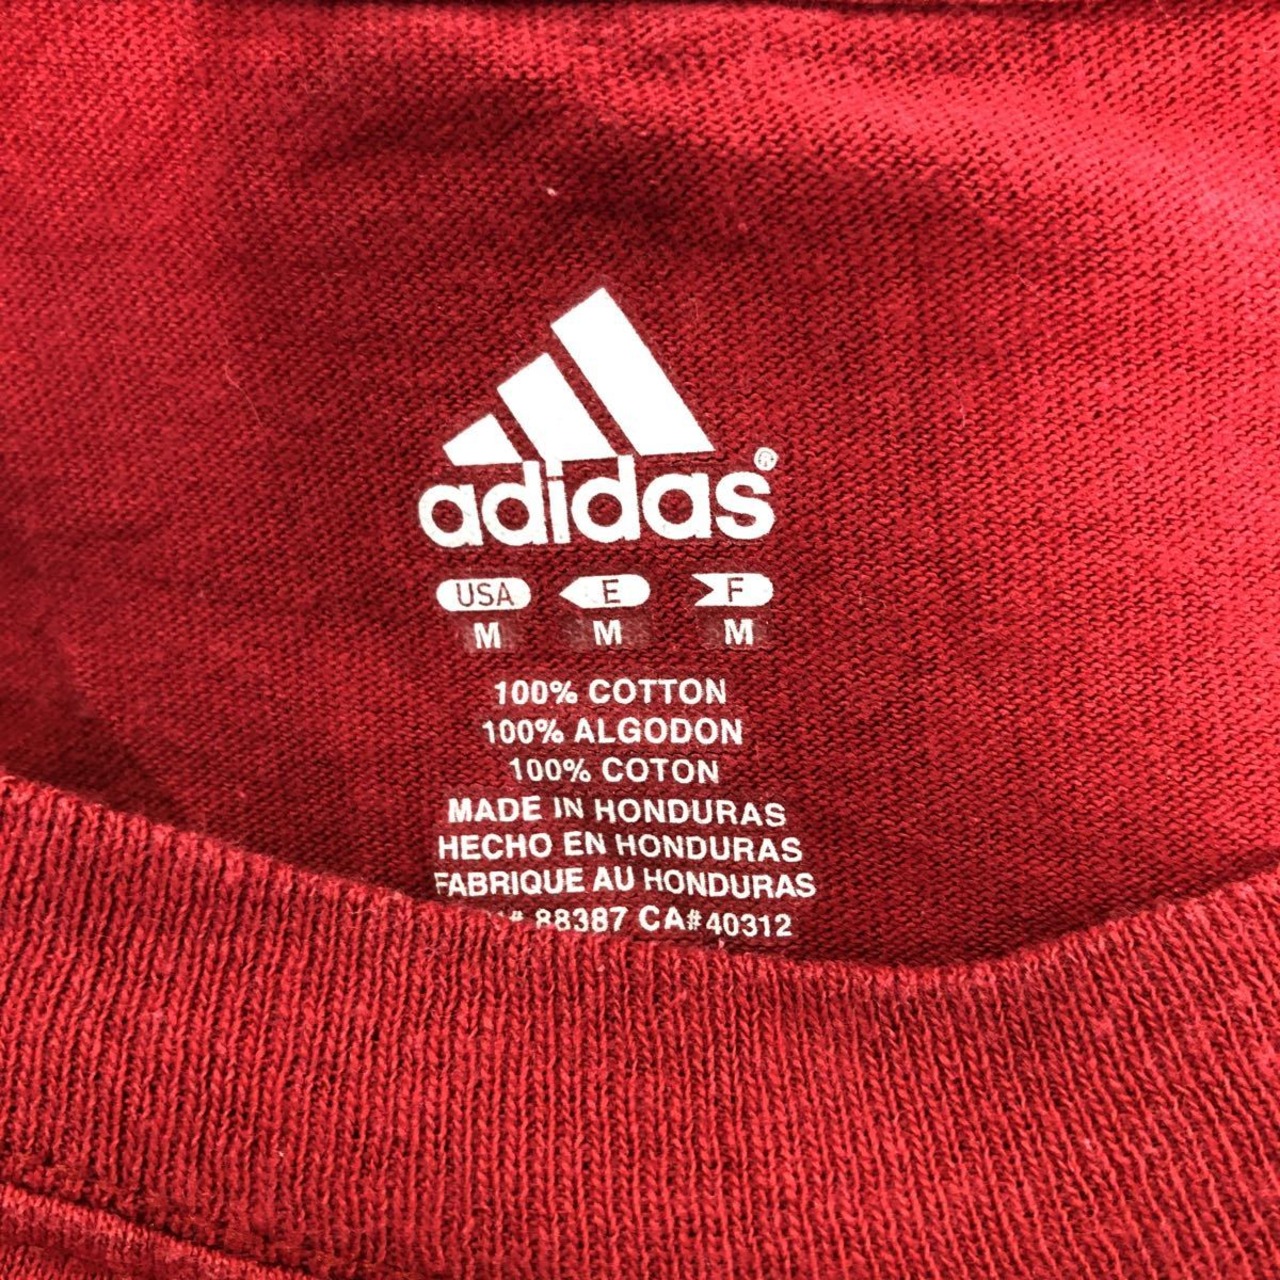 adidas®
USA E F
M M M
100% COTTON
100% ALGODON
100% COTON
MADE IN HONDURAS
HECHO EN HONDURAS
FABRIQUE AU HONDURAS
88387 CA#40312